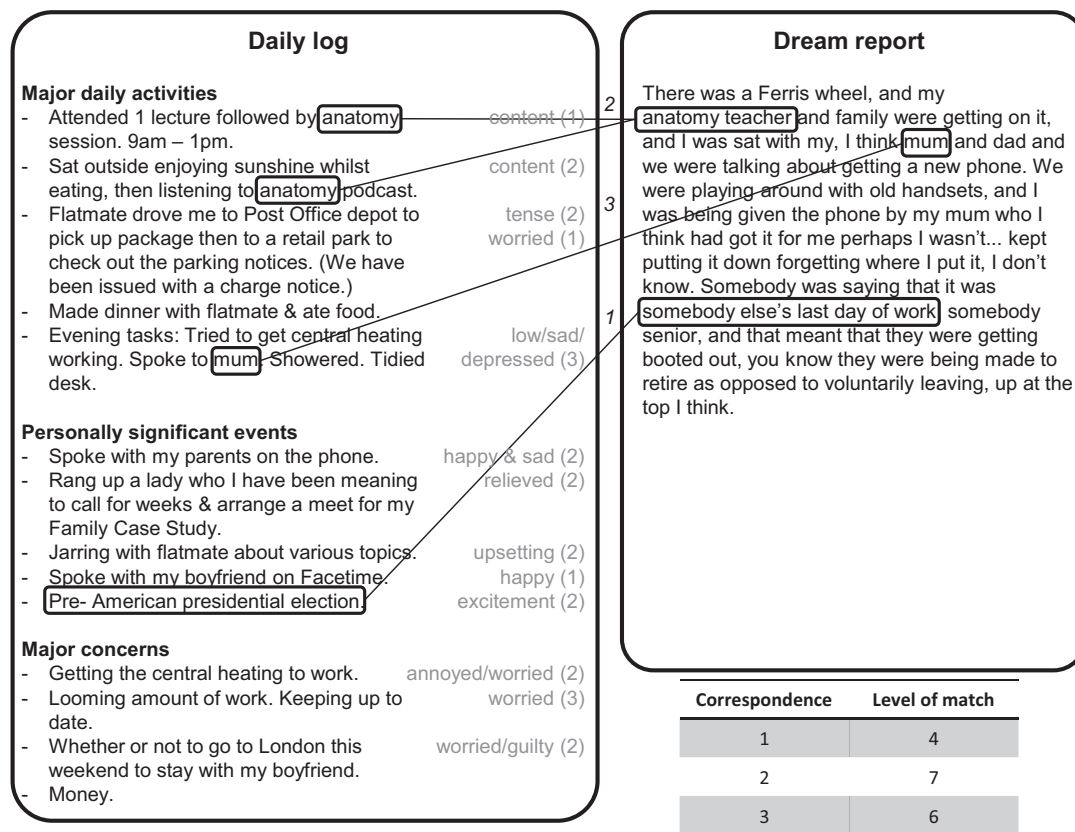 Daily log
Major daily activities
- Attended 1 lecture followed by anatomy content (1)
session. 9am – 1pm.
- Sat outside enjoying sunshine whilst content (2)
eating, then listening to anatomy podcast.
- Flatmate drove me to Post Office depot to tense (2)
pick up package then to a retail park to worried (1)
check out the parking notices. (We have
been issued with a charge notice.)
- Made dinner with flatmate & ate food.
- Evening tasks: Tried to get central heating low/sad/
working. Spoke to mum. Showered. Tidied depressed (3)
desk.
Personally significant events
- Spoke with my parents on the phone. happy & sad (2)
- Rang up a lady who I have been meaning relieved (2)
to call for weeks & arrange a meet for my
Family Case Study.
- Jarring with flatmate about various topics. upsetting (2)
- Spoke with my boyfriend on Facetime. happy (1)
- Pre- American presidential election. excitement (2)
Major concerns
- Getting the central heating to work. annoyed/worried (2)
- Looming amount of work. Keeping up to worried (3)
date.
- Whether or not to go to London this worried/guilty (2)
weekend to stay with my boyfriend.
- Money.
2
3
1
Dream report
There was a Ferris wheel, and my
anatomy teacher and family were getting on it,
and I was sat with my, I think mum and dad and
we were talking about getting a new phone. We
were playing around with old handsets, and I
was being given the phone by my mum who I
think had got it for me perhaps I wasn't... kept
putting it down forgetting where I put it, I don't
know. Somebody was saying that it was
somebody else's last day of work, somebody
senior, and that meant that they were getting
booted out, you know they were being made to
retire as opposed to voluntarily leaving, up at the
top I think.
Correspondence Level of match
1 4
2 7
3 6